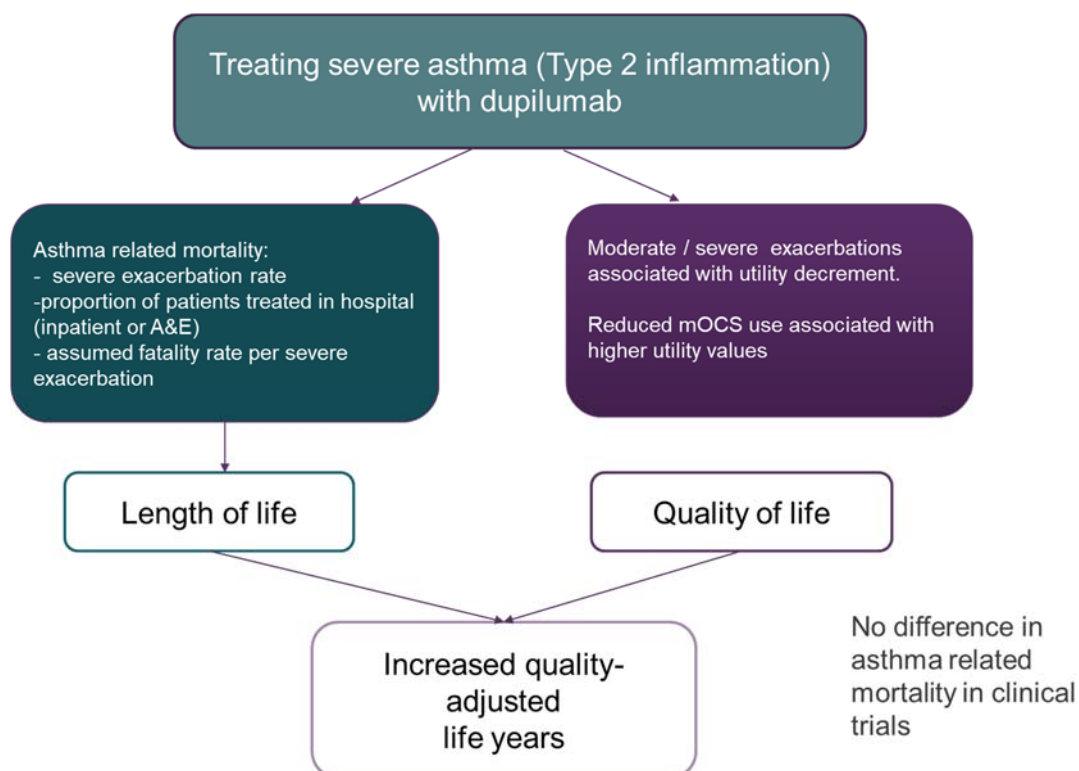 Treating severe asthma (Type 2 inflammation)
with dupilumab
Asthma related mortality:
- severe exacerbation rate
-proportion of patients treated in hospital
(inpatient or A&E)
- assumed fatality rate per severe
exacerbation
Moderate / severe exacerbations
associated with utility decrement.
Reduced mOCS use associated with
higher utility values
Length of life
Quality of life
Increased quality-
adjusted
life years
No difference in
asthma related
mortality in clinical
trials